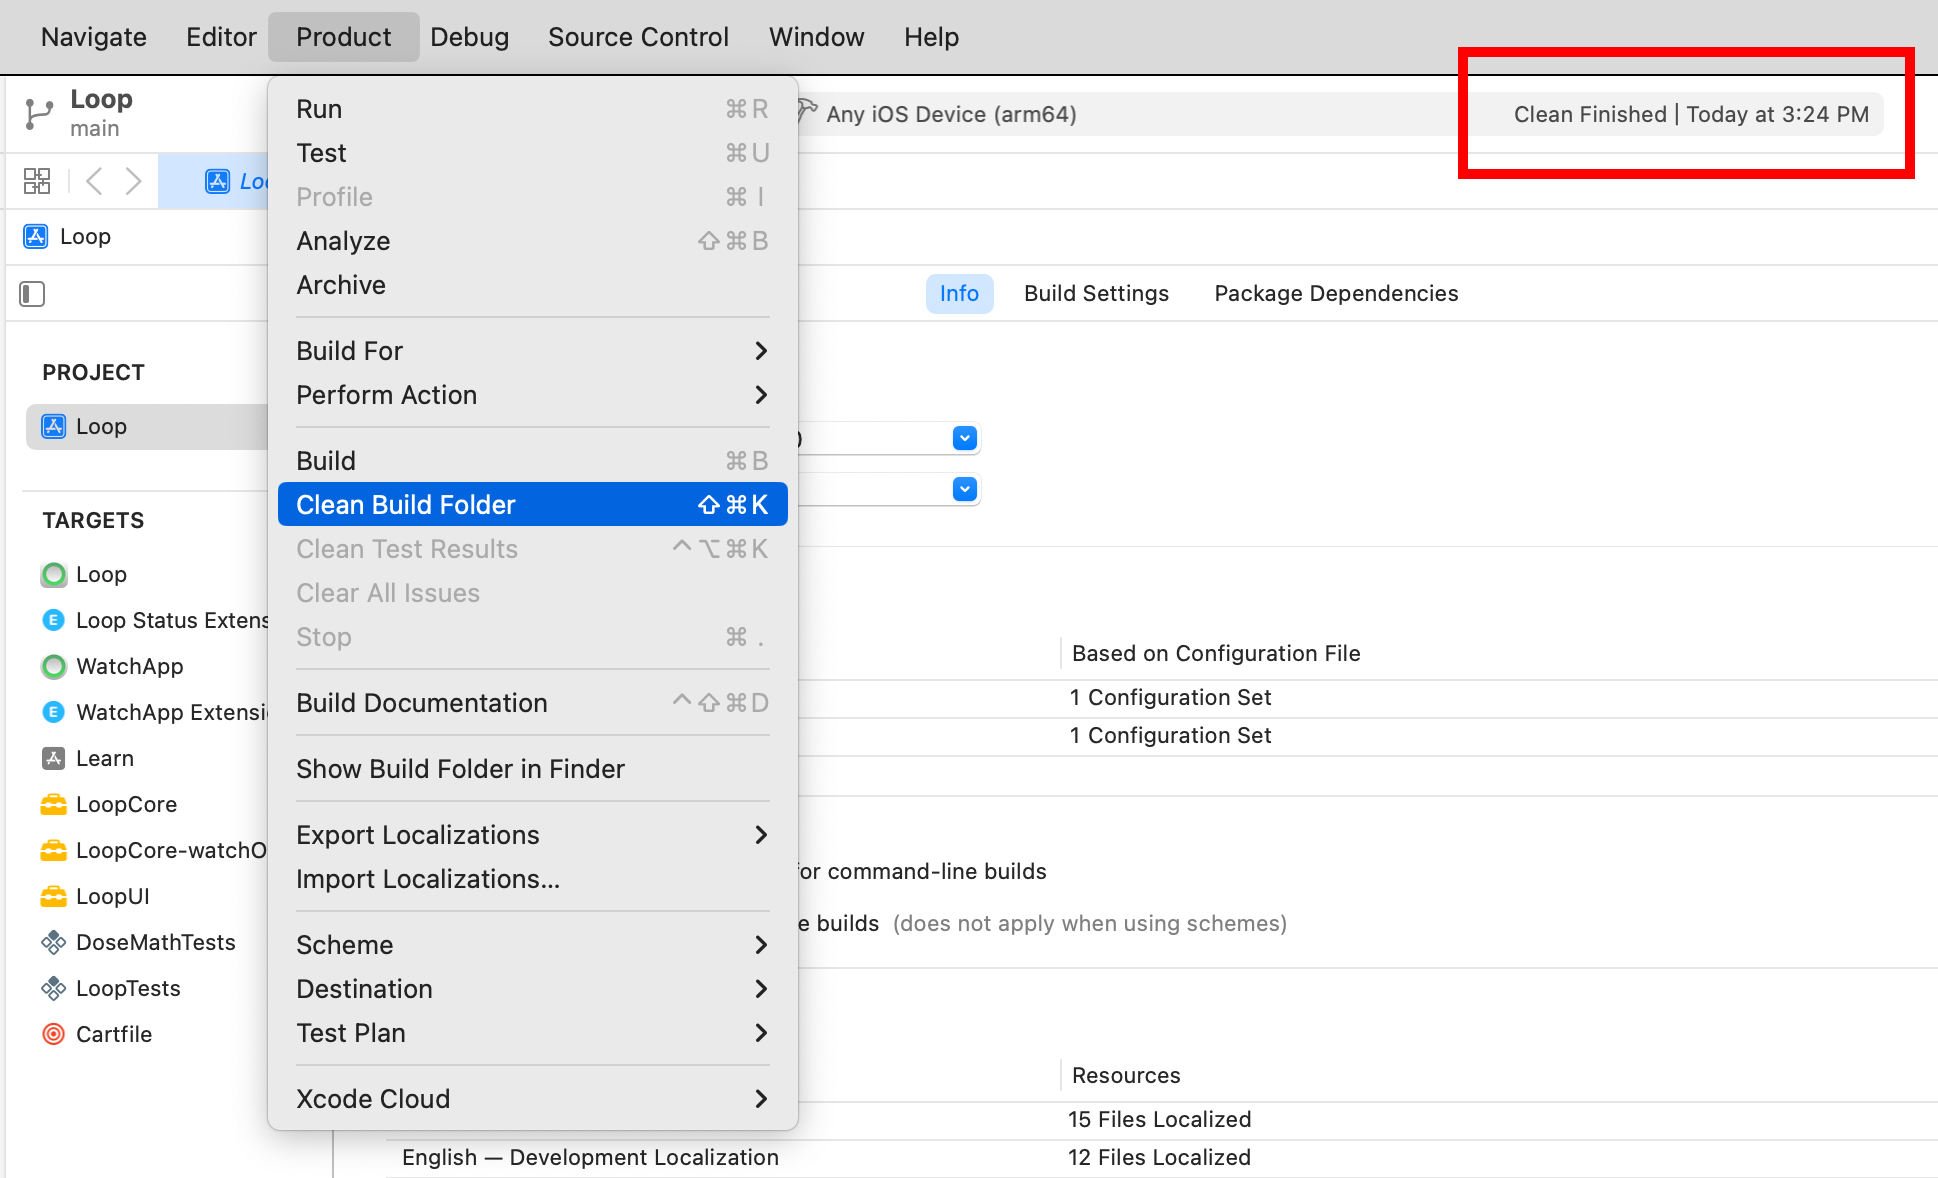 Navigate Editor Product Debug Source Control Window Help
Loop
main
Any iOS Device (arm64)
Clean Finished | Today at 3:24 PM
Loop
Info Build Settings Package Dependencies
PROJECT
Loop
TARGETS
Loop
Loop Status Extens
WatchApp
WatchApp Extensi
Learn
LoopCore
LoopCore-watchO
LoopUI
DoseMathTests
LoopTests
Cartfile
Run ⌘R
Test ⌘U
Profile ⌘I
Analyze ⇧⌘B
Archive
Build For
Perform Action
Build ⌘B
Clean Build Folder ⇧⌘K
Clean Test Results ^⌥⌘K
Clear All Issues
Stop ⌘.
Build Documentation ^⇧⌘D
Show Build Folder in Finder
Export Localizations
Import Localizations...
Scheme
Destination
Test Plan
Xcode Cloud
Based on Configuration File
1 Configuration Set
1 Configuration Set
for command-line builds
e builds (does not apply when using schemes)
Resources
15 Files Localized
English — Development Localization 12 Files Localized